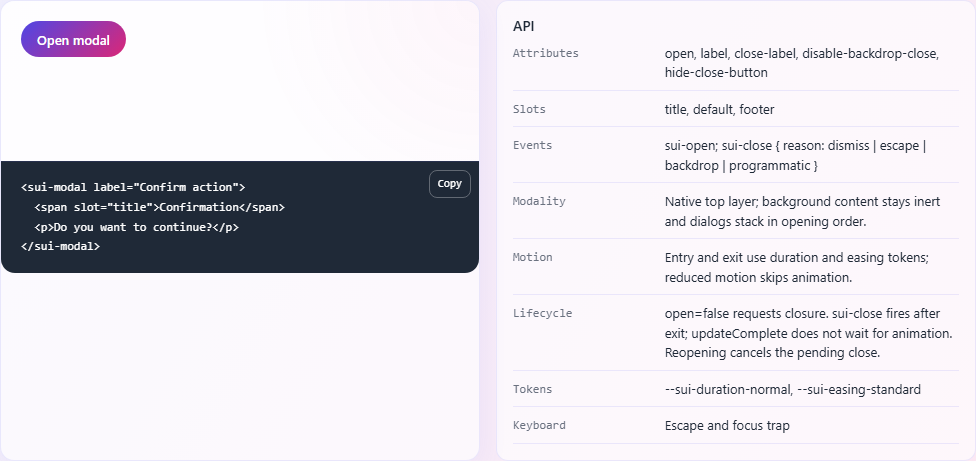 Open modal
Copy
<sui-modal label="Confirm action">
  <span slot="title">Confirmation</span>
  <p>Do you want to continue?</p>
</sui-modal>
API
Attributes
open, label, close-label, disable-backdrop-close,
hide-close-button
Slots
title, default, footer
Events
sui-open; sui-close { reason: dismiss | escape |
backdrop | programmatic }
Modality
Native top layer; background content stays inert
and dialogs stack in opening order.
Motion
Entry and exit use duration and easing tokens;
reduced motion skips animation.
Lifecycle
open=false requests closure. sui-close fires after
exit; updateComplete does not wait for animation.
Reopening cancels the pending close.
Tokens
--sui-duration-normal, --sui-easing-standard
Keyboard
Escape and focus trap